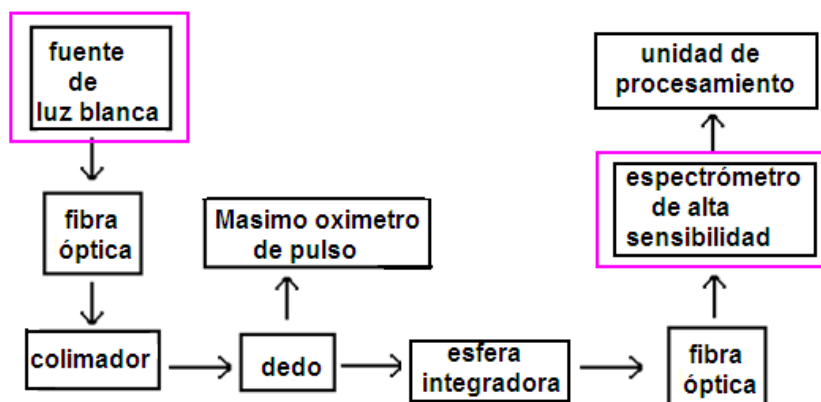 fuente
de
luz blanca
fibra
óptica
colimador
dedo
Masimo oximetro
de pulso
esfera
integradora
fibra
óptica
espectrómetro
de alta
sensibilidad
unidad de
procesamiento